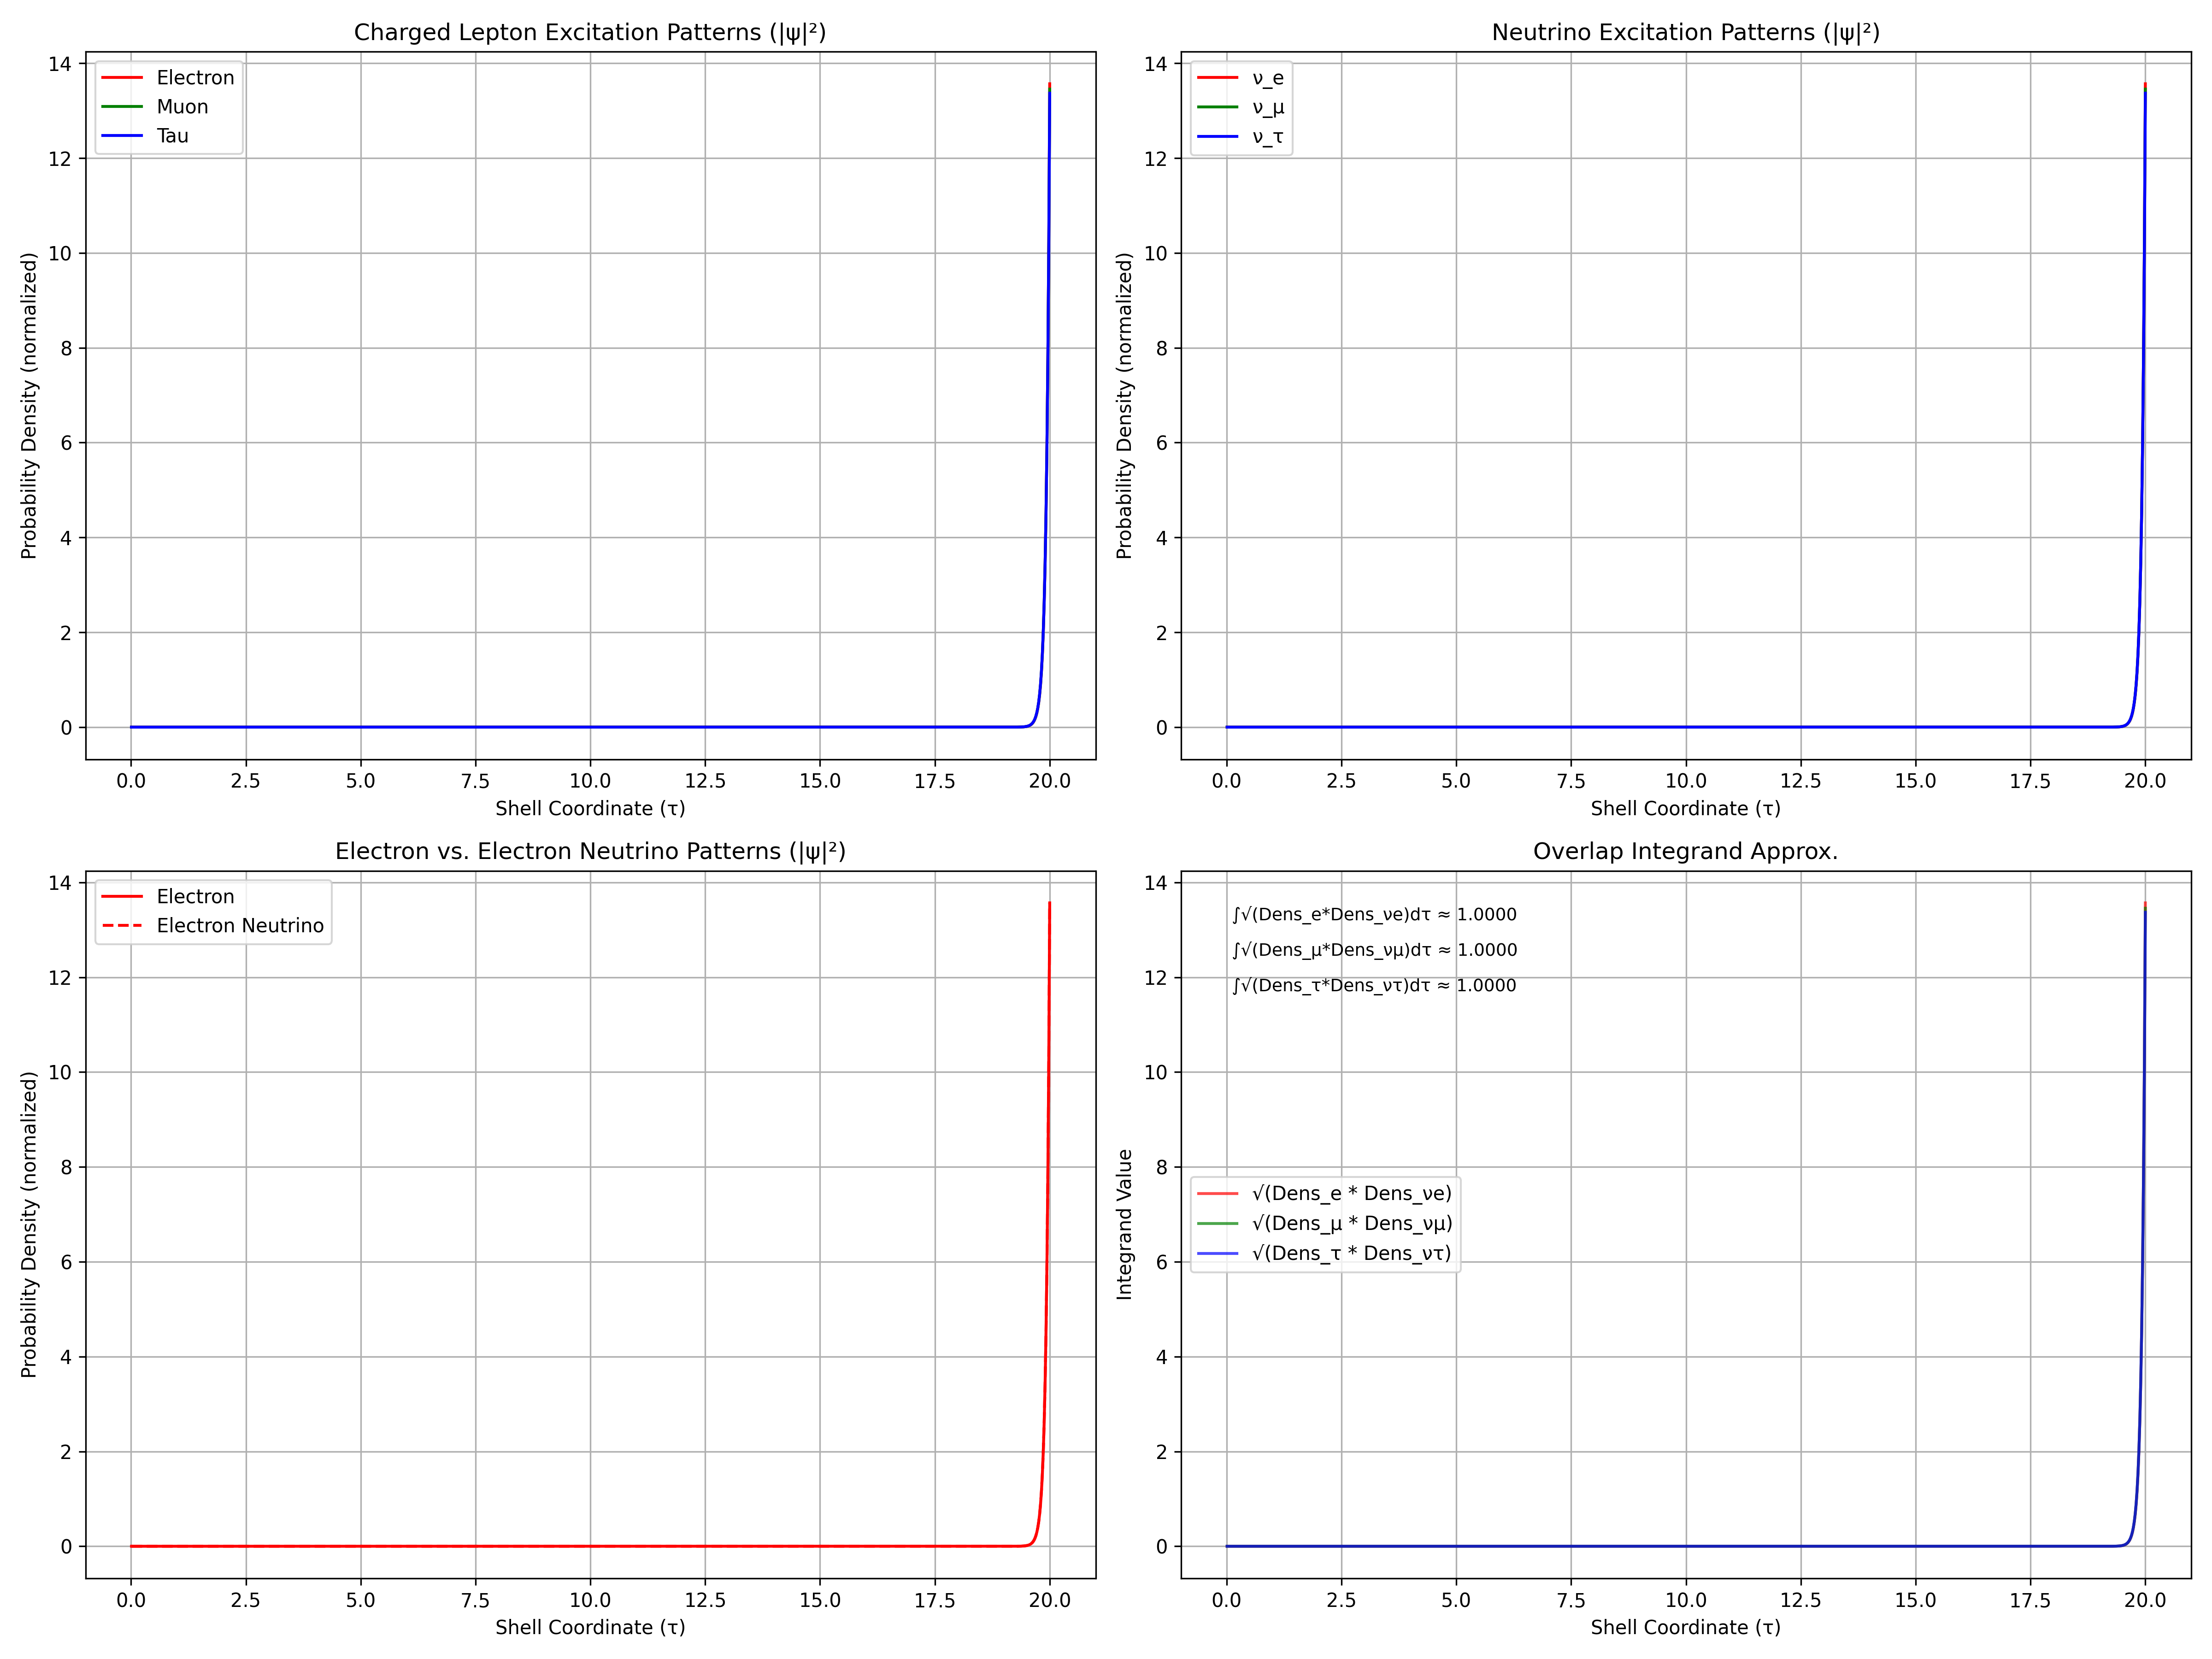 Charged Lepton Excitation Patterns (|ψ|²)
Electron
Muon
Tau
Probability Density (normalized)
14
12
10
8
6
4
2
0
0.0 2.5 5.0 7.5 10.0 12.5 15.0 17.5 20.0
Shell Coordinate (τ)
Neutrino Excitation Patterns (|ψ|²)
ν_e
ν_μ
ν_τ
Probability Density (normalized)
14
12
10
8
6
4
2
0
0.0 2.5 5.0 7.5 10.0 12.5 15.0 17.5 20.0
Shell Coordinate (τ)
Electron vs. Electron Neutrino Patterns (|ψ|²)
Electron
Electron Neutrino
Probability Density (normalized)
14
12
10
8
6
4
2
0
0.0 2.5 5.0 7.5 10.0 12.5 15.0 17.5 20.0
Shell Coordinate (τ)
Overlap Integrand Approx.
∫√(Dens_e*Dens_νe)dτ ≈ 1.0000
∫√(Dens_μ*Dens_νμ)dτ ≈ 1.0000
∫√(Dens_τ*Dens_ντ)dτ ≈ 1.0000
√(Dens_e * Dens_νe)
√(Dens_μ * Dens_νμ)
√(Dens_τ * Dens_ντ)
Integrand Value
14
12
10
8
6
4
2
0
0.0 2.5 5.0 7.5 10.0 12.5 15.0 17.5 20.0
Shell Coordinate (τ)